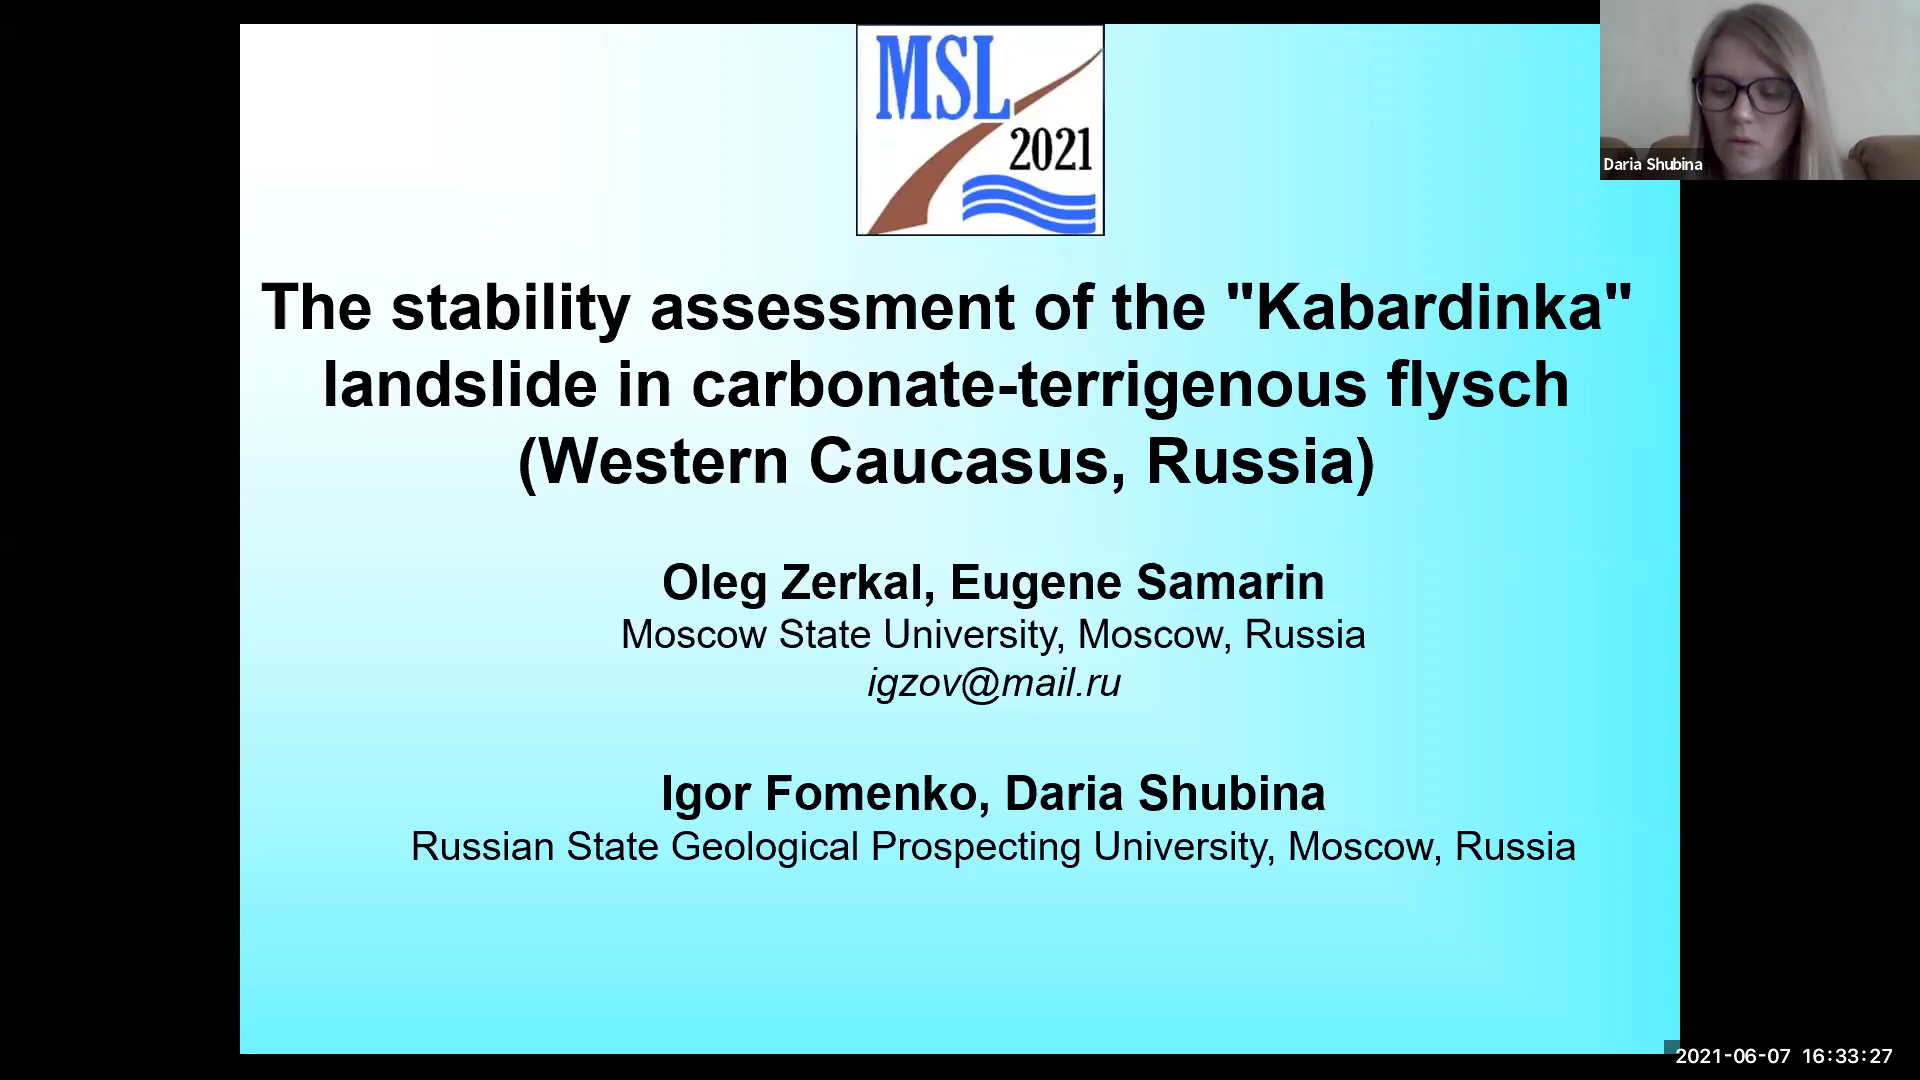 MSL
2021
Daria Shubina
The stability assessment of the "Kabardinka"
landslide in carbonate-terrigenous flysch
(Western Caucasus, Russia)
Oleg Zerkal, Eugene Samarin
Moscow State University, Moscow, Russia
igzov@mail.ru
Igor Fomenko, Daria Shubina
Russian State Geological Prospecting University, Moscow, Russia
2021-06-07 16:33:27